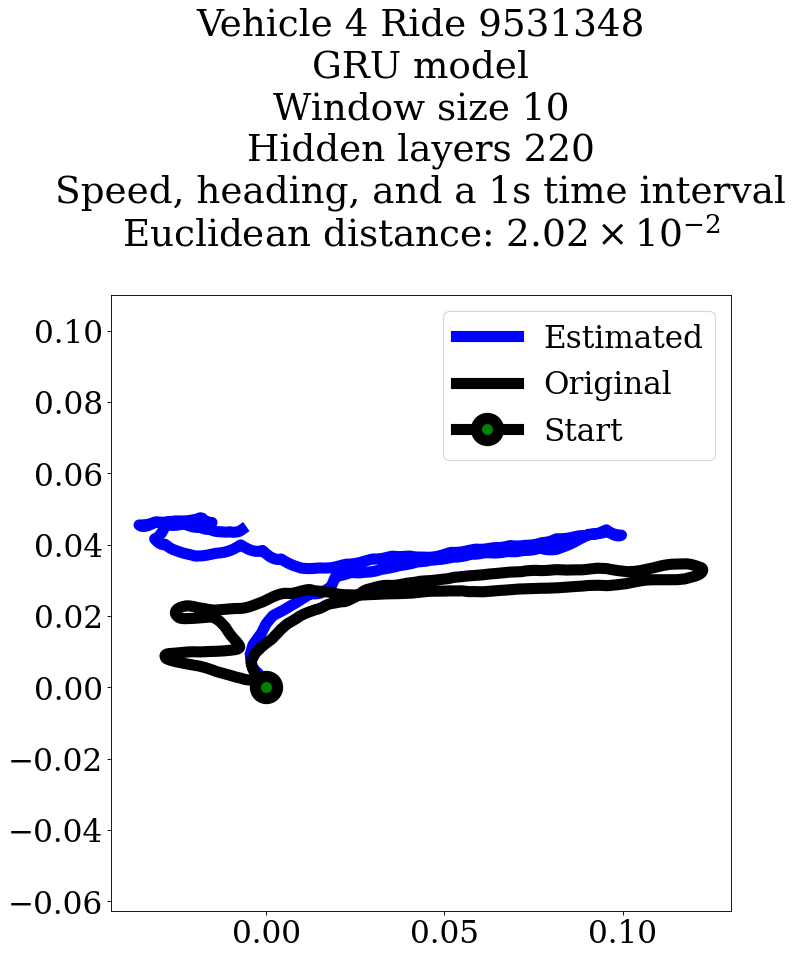 Vehicle 4 Ride 9531348
GRU model
Window size 10
Hidden layers 220
Speed, heading, and a 1s time interval
Euclidean distance: 2.02 × 10⁻²
Estimated
Original
Start
0.10
0.08
0.06
0.04
0.02
0.00
−0.02
−0.04
−0.06
0.00 0.05 0.10